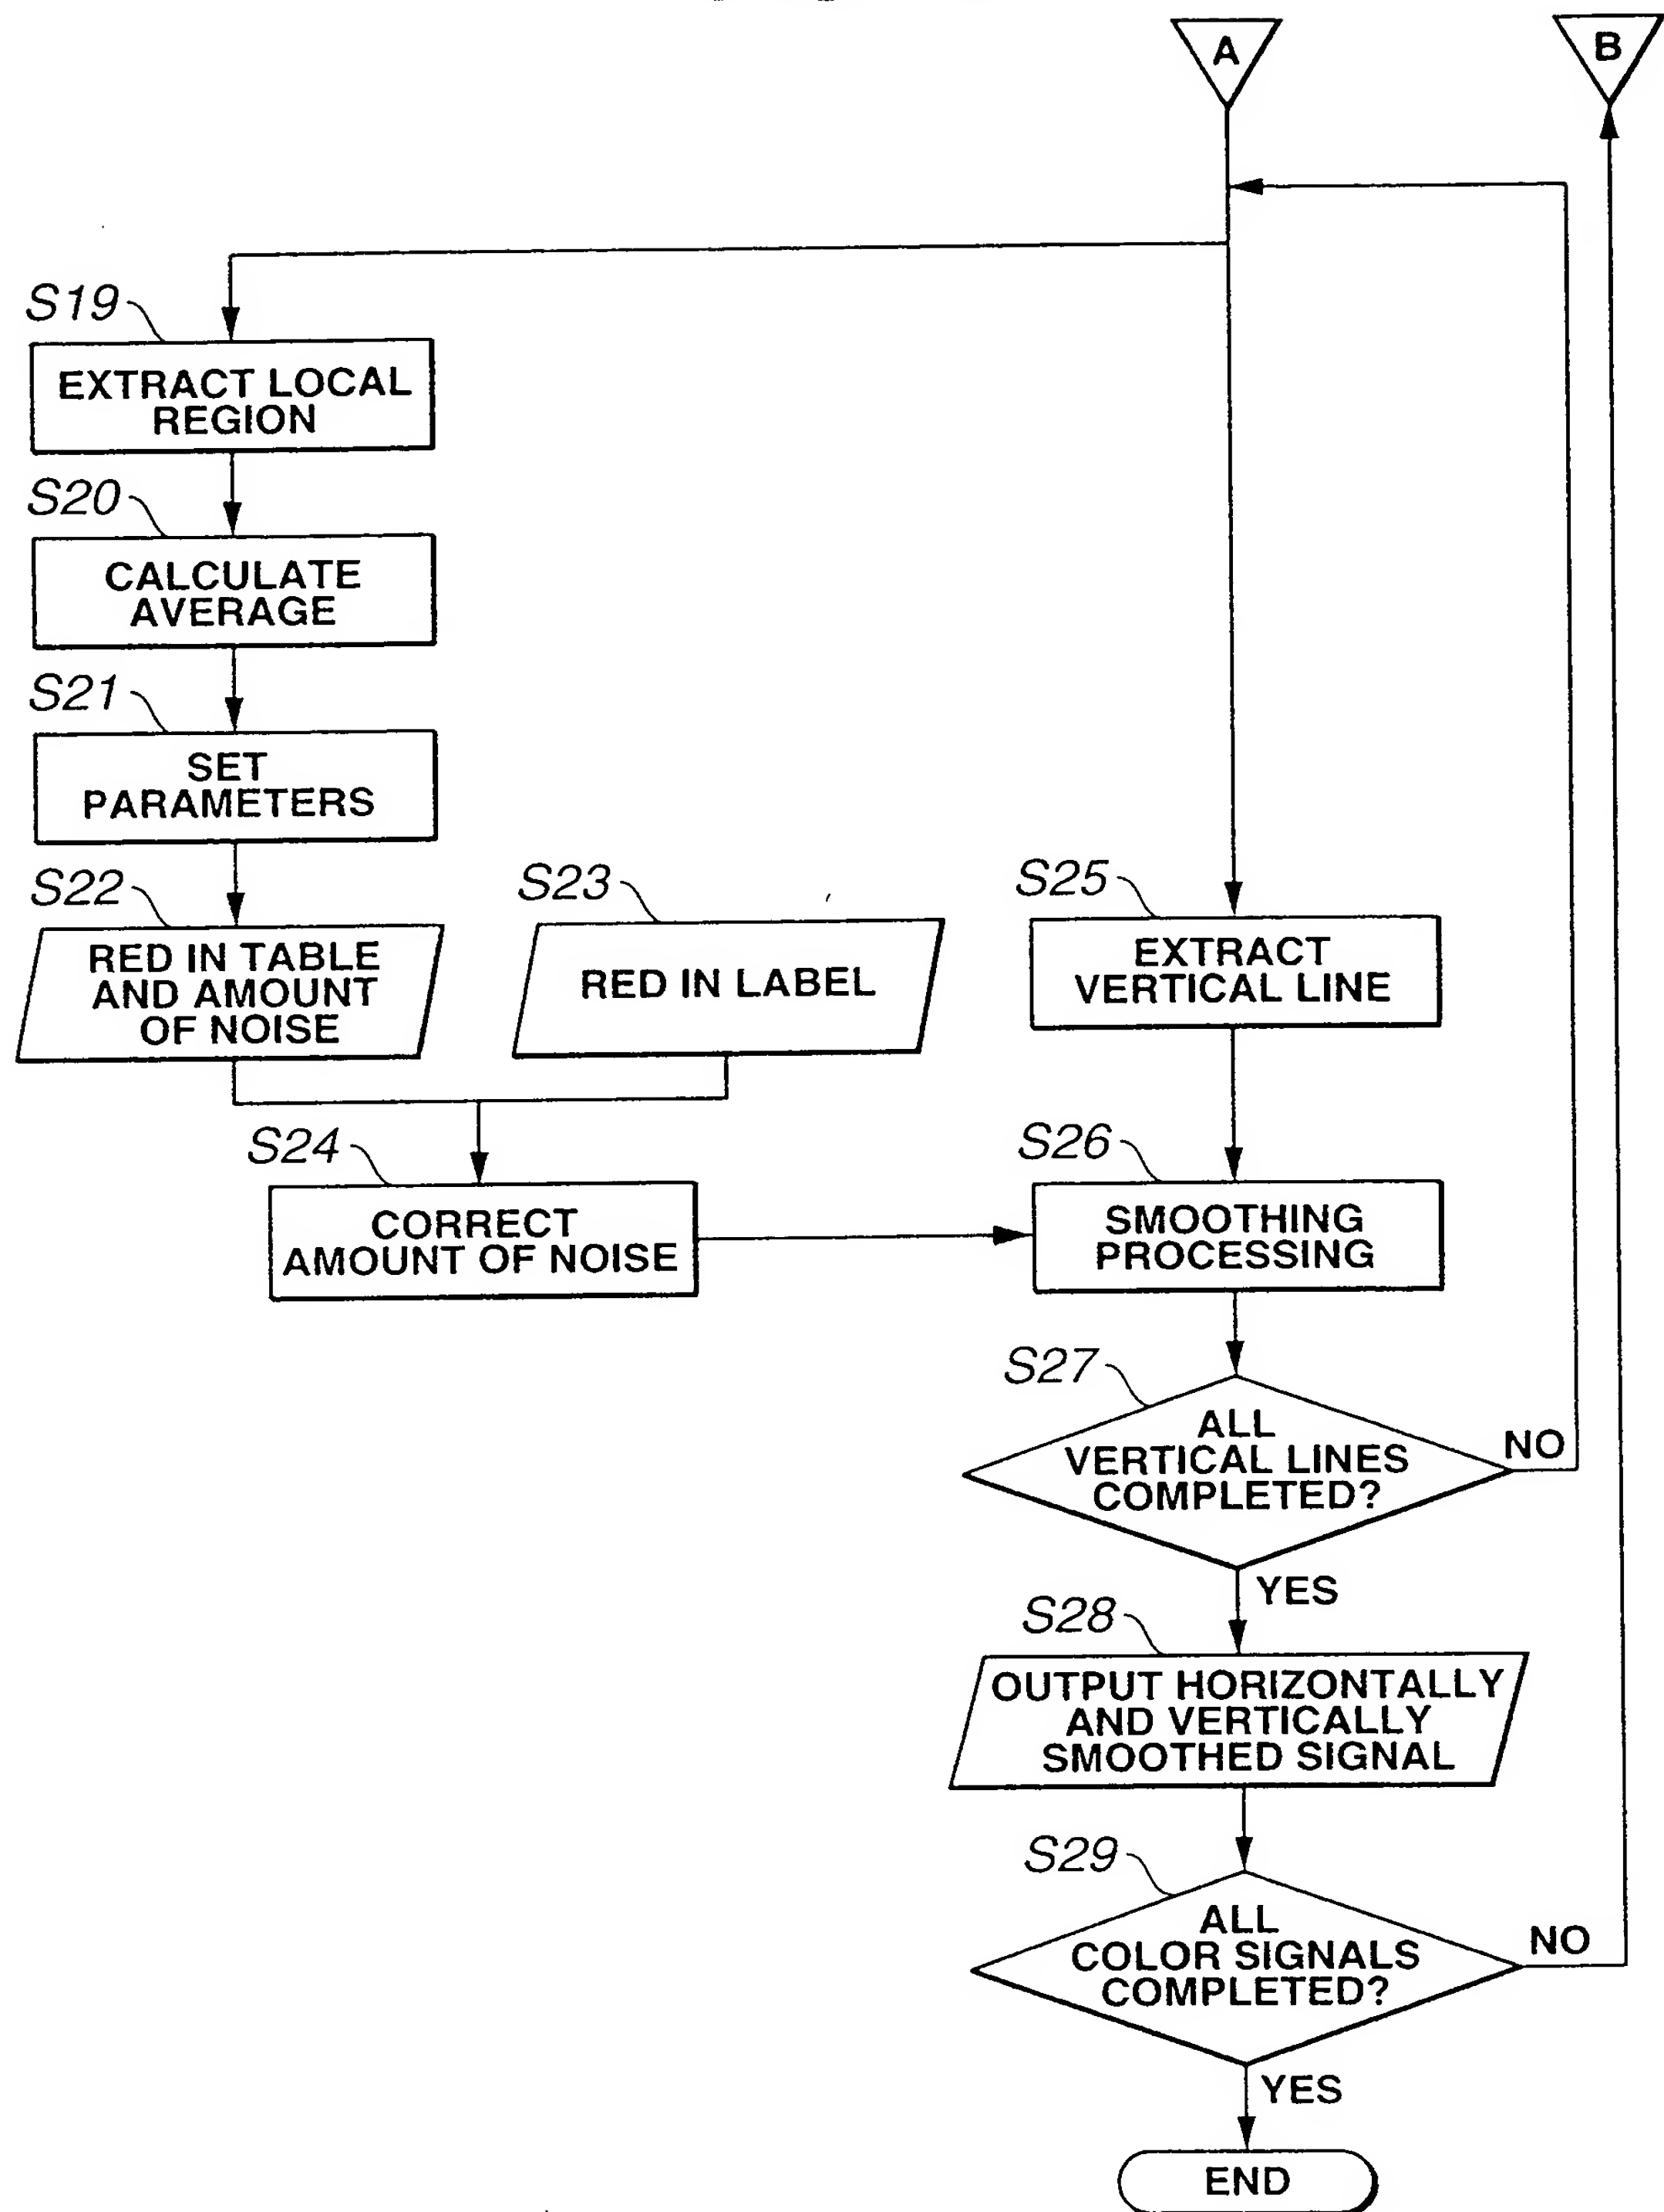 A
B
S19
EXTRACT LOCAL
REGION
S20
CALCULATE
AVERAGE
S21
SET
PARAMETERS
S22
RED IN TABLE
AND AMOUNT
OF NOISE
S23
RED IN LABEL
S24
CORRECT
AMOUNT OF NOISE
S25
EXTRACT
VERTICAL LINE
S26
SMOOTHING
PROCESSING
S27
ALL
VERTICAL LINES
COMPLETED?
NO
YES
S28
OUTPUT HORIZONTALLY
AND VERTICALLY
SMOOTHED SIGNAL
S29
ALL
COLOR SIGNALS
COMPLETED?
NO
YES
END